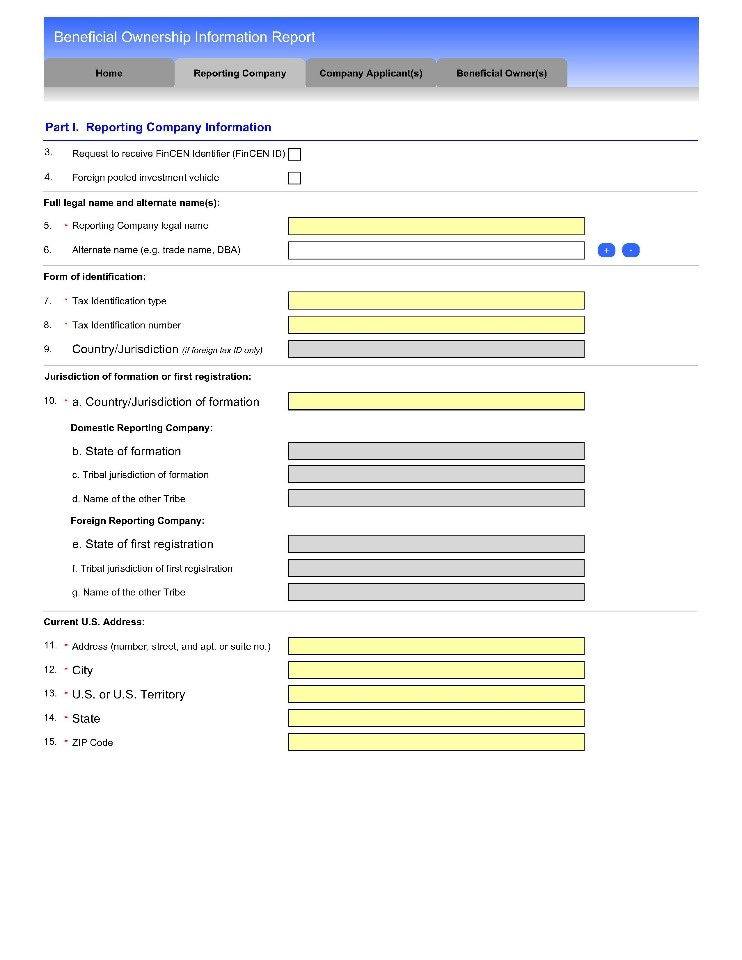 Beneficial Ownership Information Report
Home Reporting Company Company Applicant(s) Beneficial Owner(s)
Part I. Reporting Company Information
3. Request to receive FinCEN Identifier (FinCEN ID)
4. Foreign pooled investment vehicle
Full legal name and alternate name(s):
5. * Reporting Company legal name
6. Alternate name (e.g. trade name, DBA) + -
Form of identification:
7. * Tax Identification type
8. * Tax Identification number
9. Country/Jurisdiction (if foreign tax ID only)
Jurisdiction of formation or first registration:
10. * a. Country/Jurisdiction of formation
Domestic Reporting Company:
b. State of formation
c. Tribal jurisdiction of formation
d. Name of the other Tribe
Foreign Reporting Company:
e. State of first registration
f. Tribal jurisdiction of first registration
g. Name of the other Tribe
Current U.S. Address:
11. * Address (number, street, and apt. or suite no.)
12. * City
13. * U.S. or U.S. Territory
14. * State
15. * ZIP Code